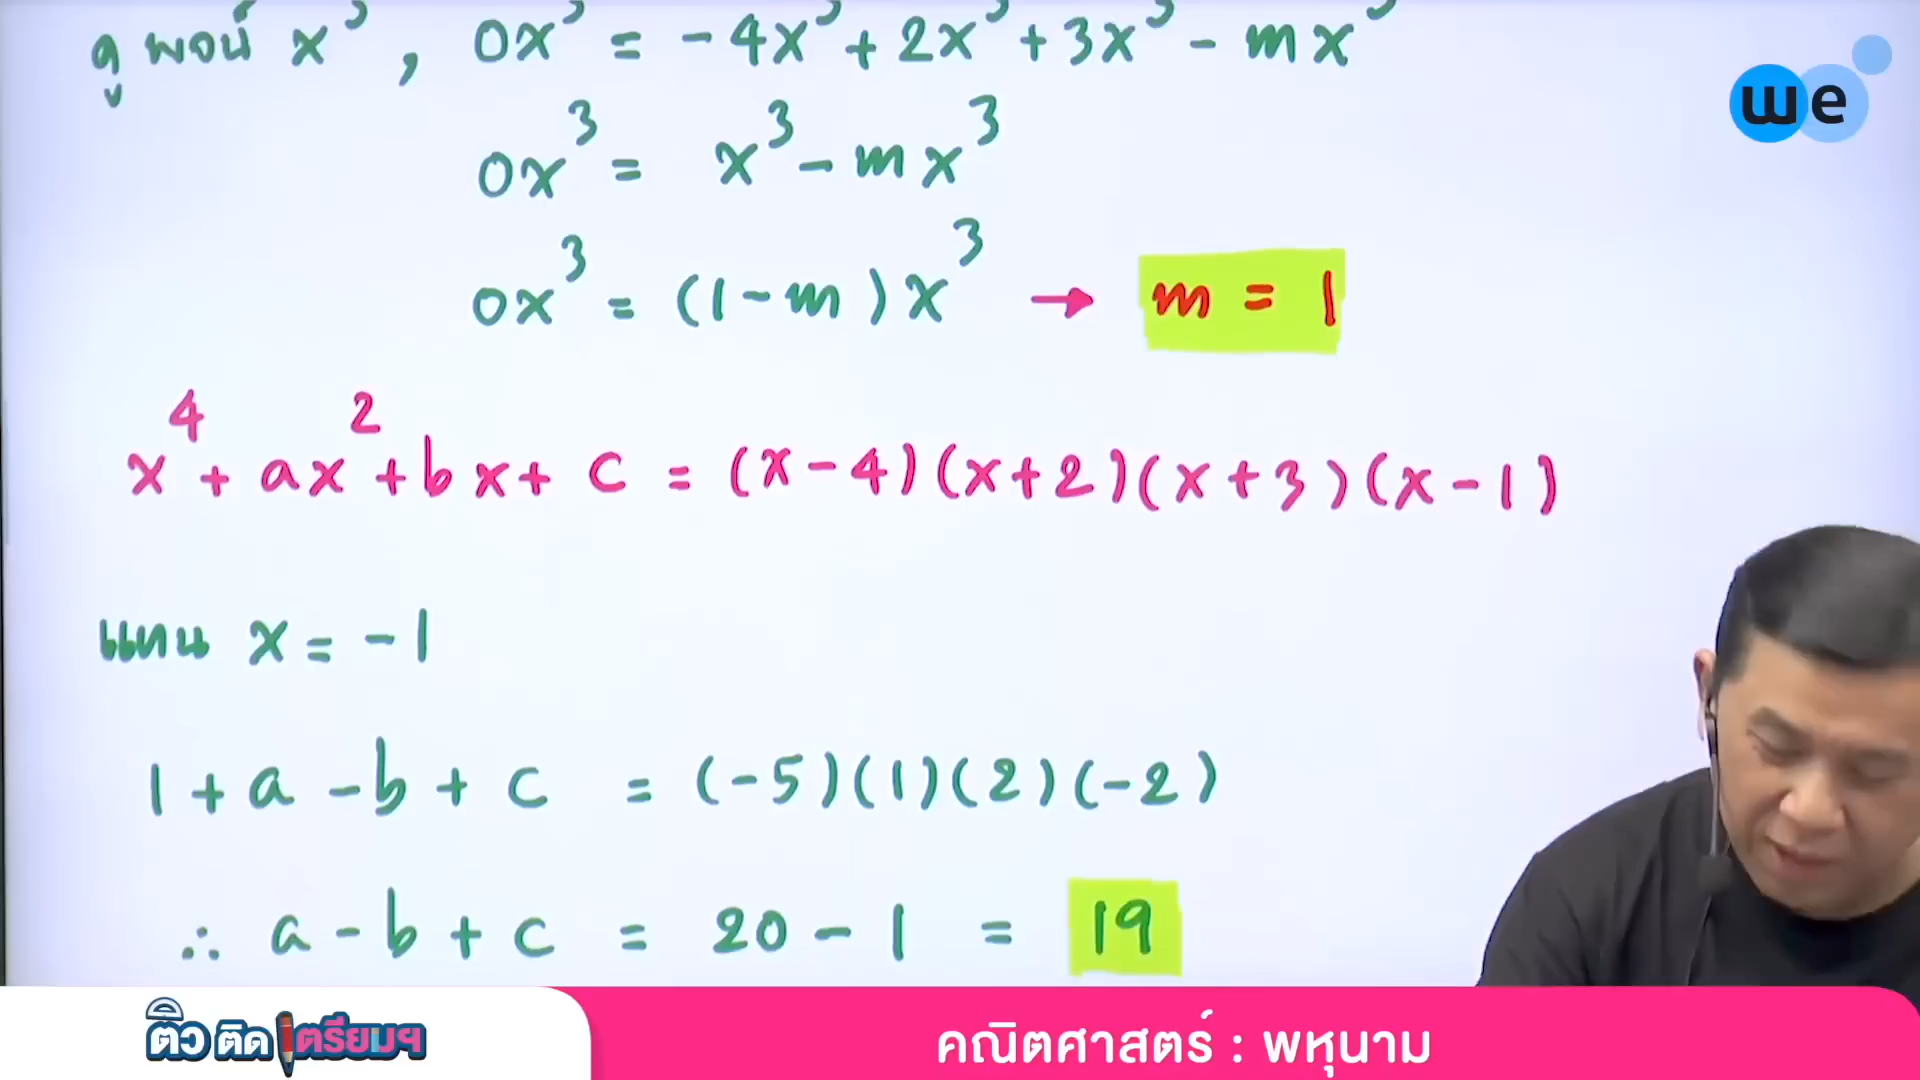 ดูพจน์ x³, 0x³ = -4x³ + 2x³ + 3x³ - mx³
we
0x³ = x³ - mx³
0x³ = (1-m)x³ → m = 1
x⁴ + ax² + bx + c = (x-4)(x+2)(x+3)(x-1)
แทน x = -1
1 + a - b + c = (-5)(1)(2)(-2)
∴ a - b + c = 20 - 1 = 19
ติวติดเตรียมฯ
คณิตศาสตร์ : พหุนาม